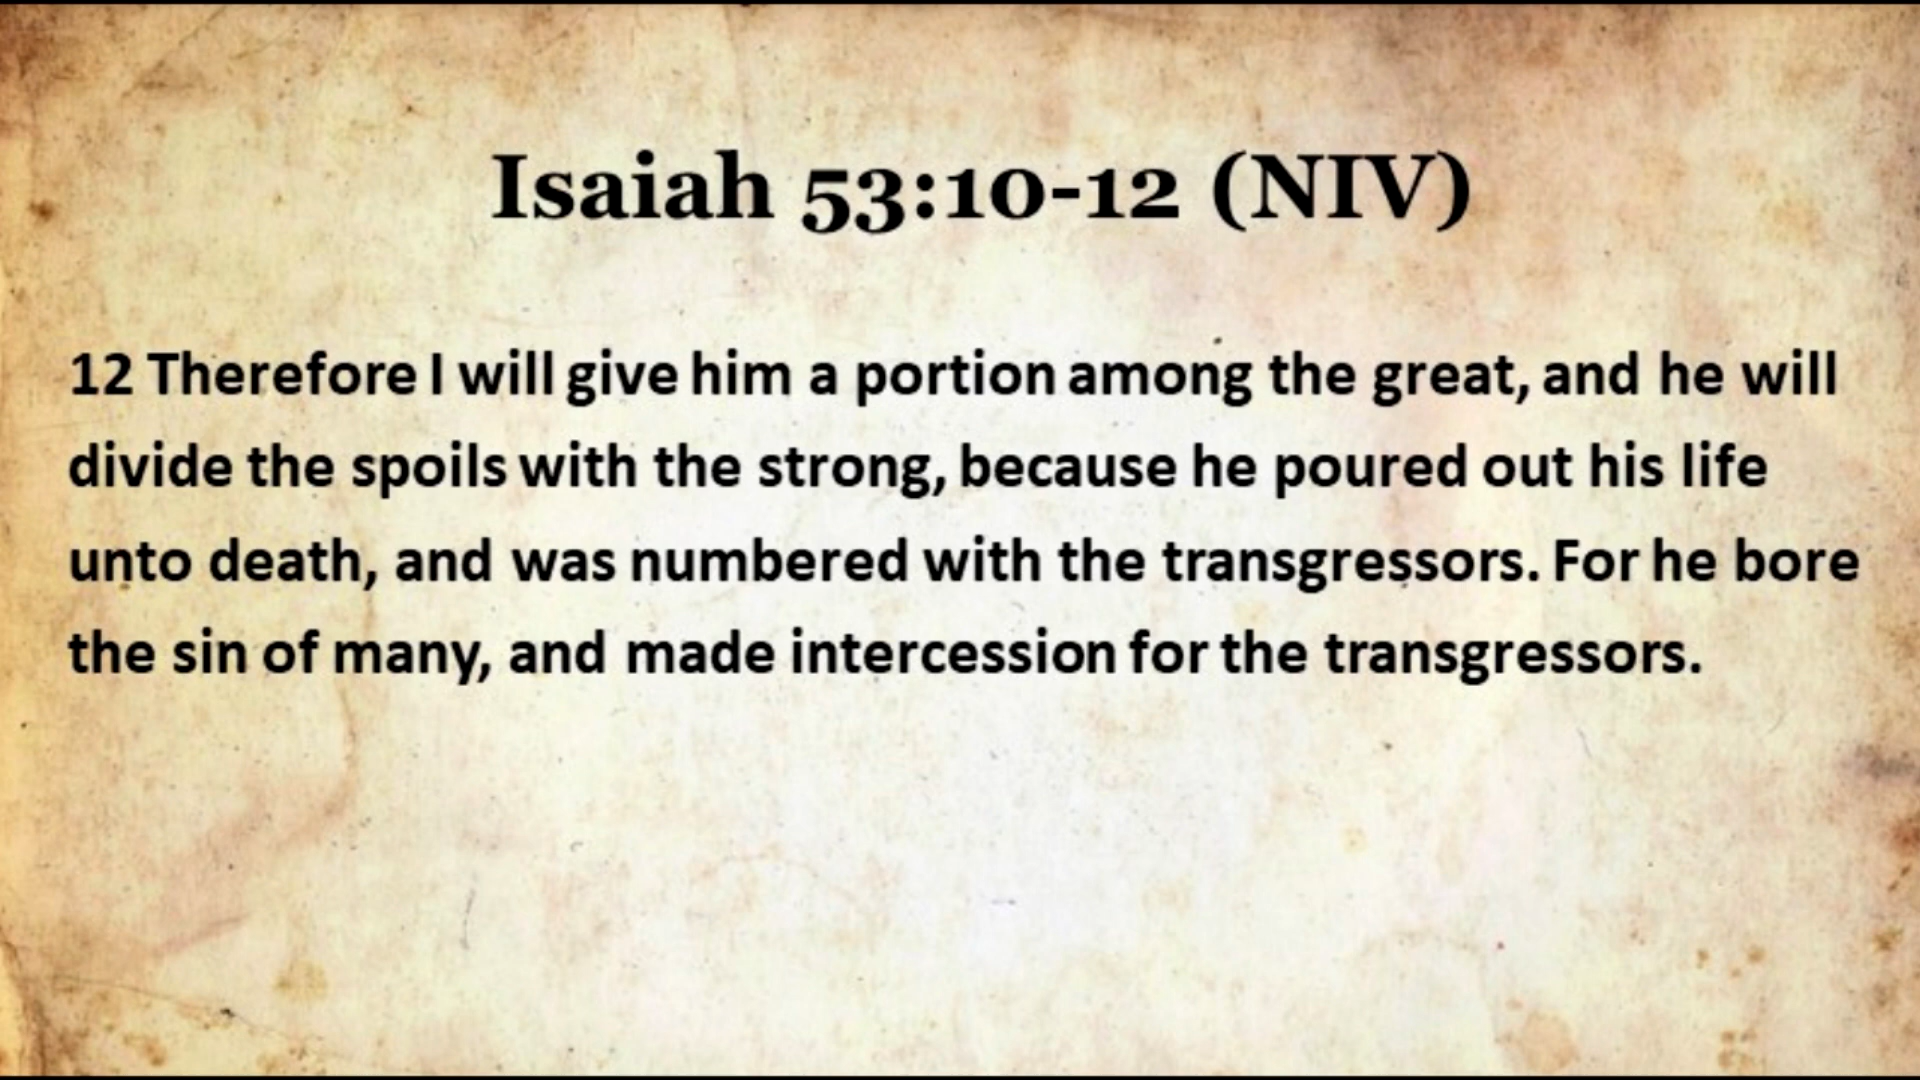 Isaiah 53:10-12 (NIV)
12 Therefore I will give him a portion among the great, and he will
divide the spoils with the strong, because he poured out his life
unto death, and was numbered with the transgressors. For he bore
the sin of many, and made intercession for the transgressors.